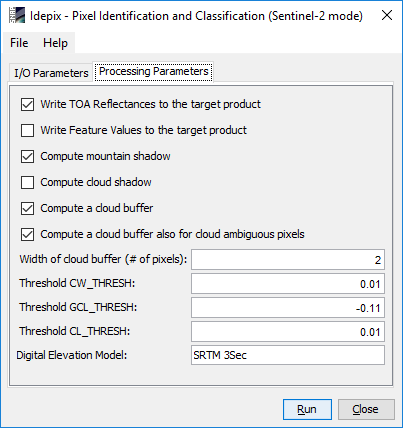 Idepix - Pixel Identification and Classification (Sentinel-2 mode)
File Help
I/O Parameters Processing Parameters
Write TOA Reflectances to the target product
Write Feature Values to the target product
Compute mountain shadow
Compute cloud shadow
Compute a cloud buffer
Compute a cloud buffer also for cloud ambiguous pixels
Width of cloud buffer (# of pixels): 2
Threshold CW_THRESH: 0.01
Threshold GCL_THRESH: -0.11
Threshold CL_THRESH: 0.01
Digital Elevation Model: SRTM 3Sec
Run Close